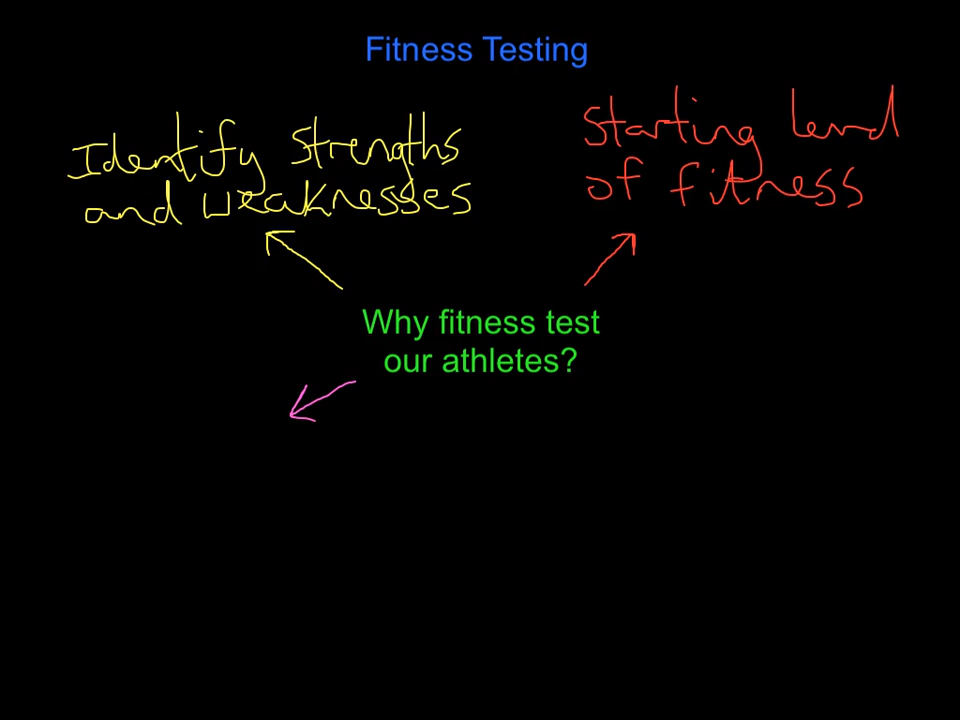 Fitness Testing
Identify strengths
and weaknesses
Starting level
of fitness
Why fitness test
our athletes?